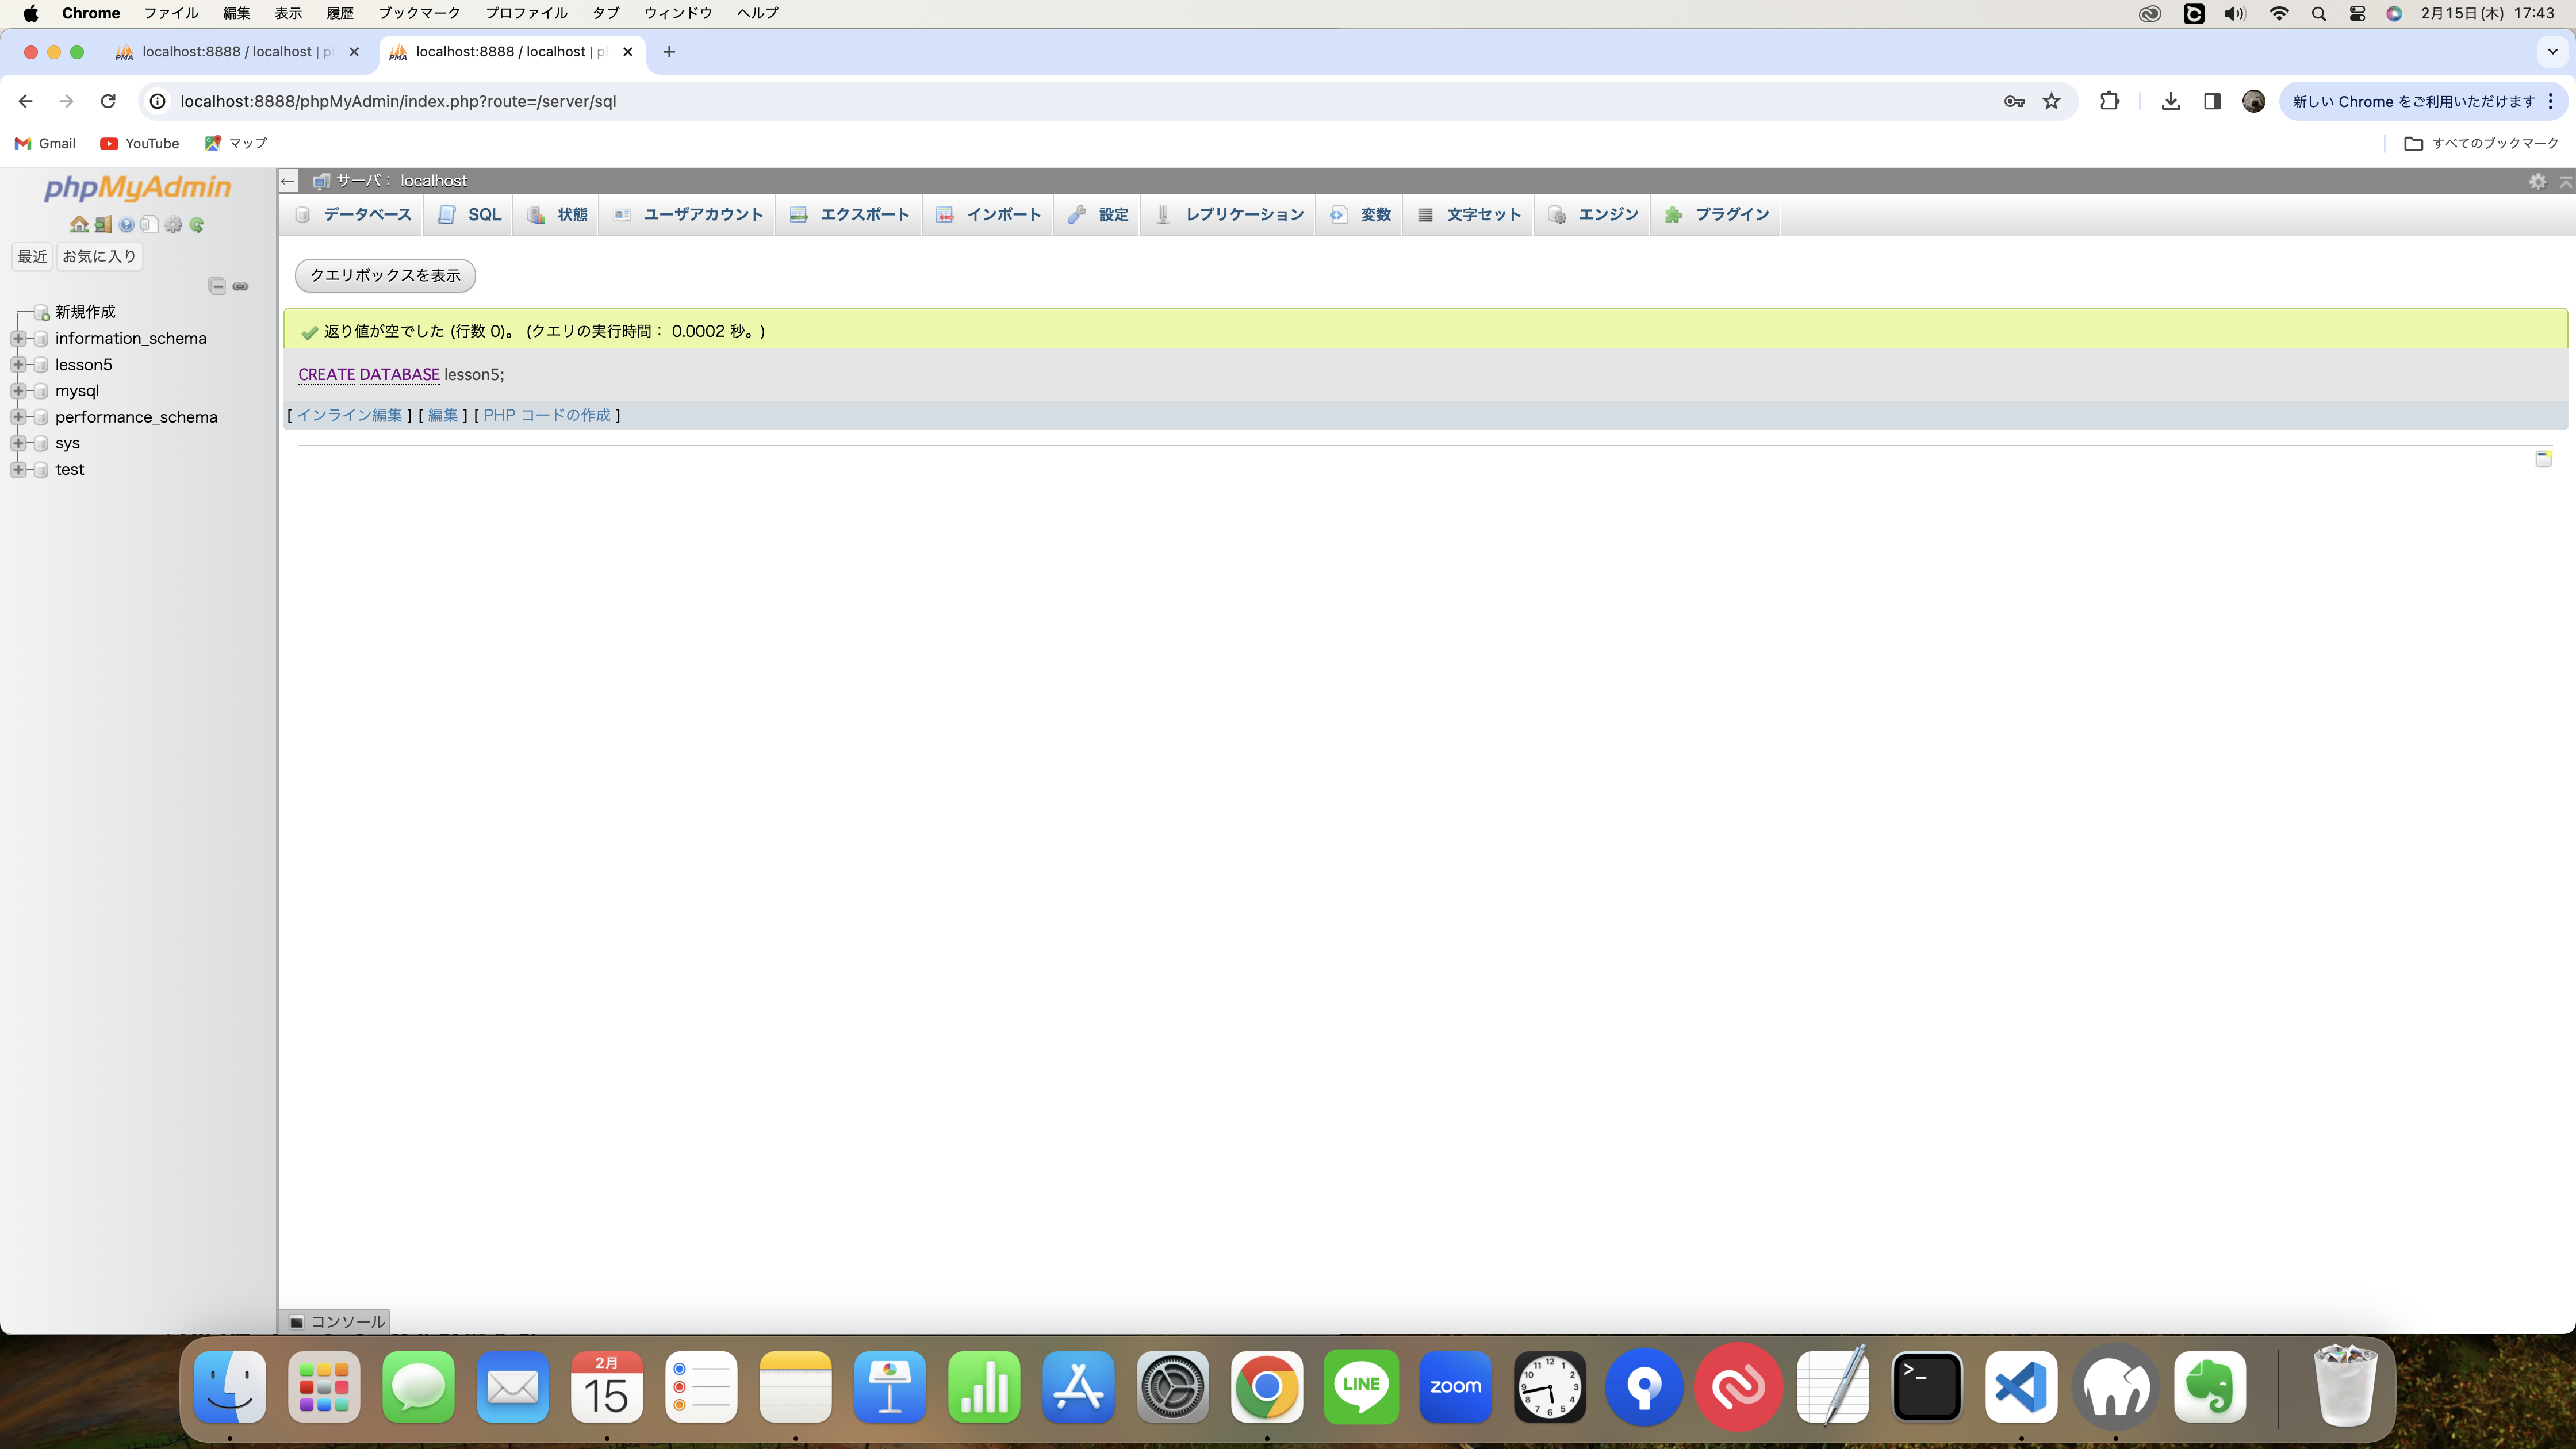 Chrome ファイル 編集 表示 履歴 ブックマーク プロファイル タブ ウィンドウ ヘルプ 2月15日(木) 17:43
localhost:8888 / localhost | p localhost:8888 / localhost | p
localhost:8888/phpMyAdmin/index.php?route=/server/sql 新しい Chrome をご利用いただけます
Gmail YouTube マップ すべてのブックマーク
phpMyAdmin
最近 お気に入り
新規作成
information_schema
lesson5
mysql
performance_schema
sys
test
サーバ： localhost
データベース SQL 状態 ユーザアカウント エクスポート インポート 設定 レプリケーション 変数 文字セット エンジン プラグイン
クエリボックスを表示
返り値が空でした (行数 0)。 (クエリの実行時間： 0.0002 秒。)
CREATE DATABASE lesson5;
[ インライン編集 ] [ 編集 ] [ PHP コードの作成 ]
コンソール
2月
15
LINE
zoom